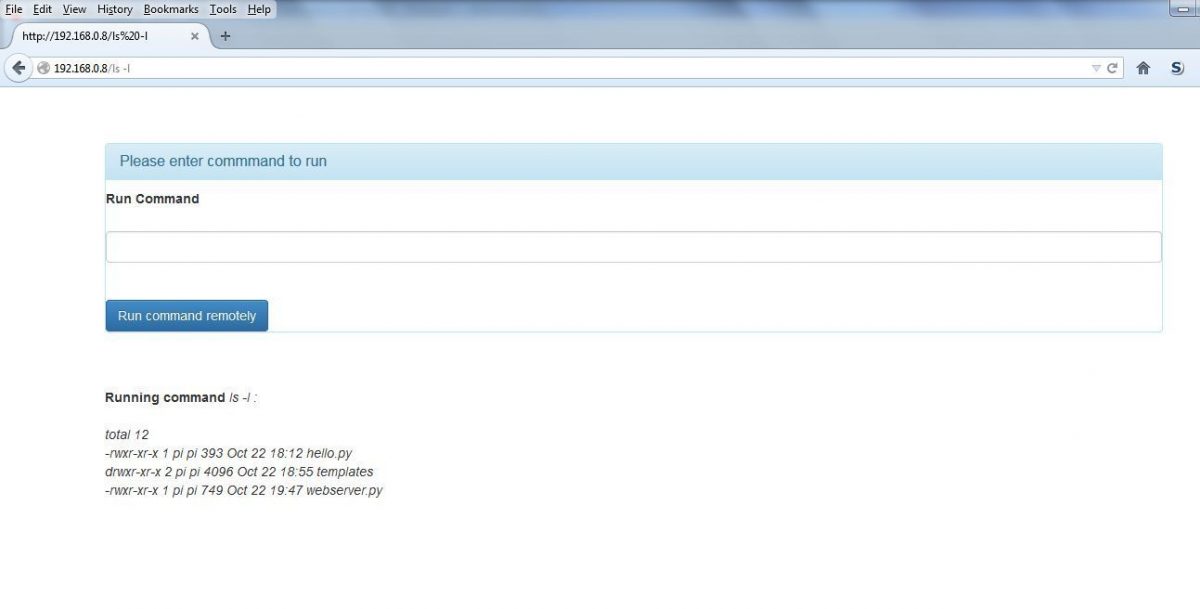 File Edit View History Bookmarks Tools Help
http://192.168.0.8/ls%20-l
192.168.0.8/ls -l
Please enter commmand to run
Run Command
Run command remotely
Running command ls -l :
total 12
-rwxr-xr-x 1 pi pi 393 Oct 22 18:12 hello.py
drwxr-xr-x 2 pi pi 4096 Oct 22 18:55 templates
-rwxr-xr-x 1 pi pi 749 Oct 22 19:47 webserver.py